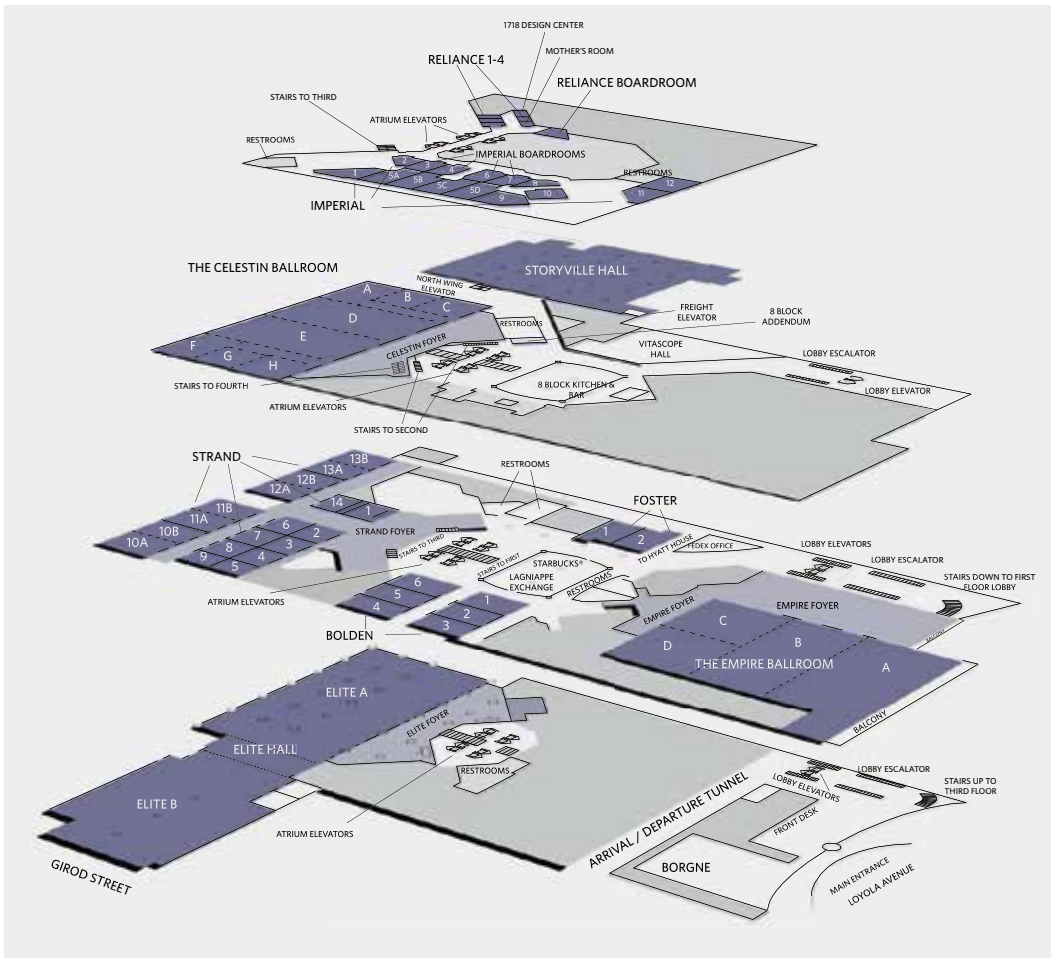 1718 DESIGN CENTER
MOTHER'S ROOM
RELIANCE 1-4
RELIANCE BOARDROOM
STAIRS TO THIRD
ATRIUM ELEVATORS
RESTROOMS
IMPERIAL BOARDROOMS
2
3
4
1
5A
5B
5C
5D
6
7
8
9
10
RESTROOMS
11
12
IMPERIAL
THE CELESTIN BALLROOM
STORYVILLE HALL
NORTH WING
ELEVATOR
A
B
C
D
E
F
G
H
RESTROOMS
CELESTIN FOYER
FREIGHT
ELEVATOR
8 BLOCK
ADDENDUM
VITASCOPE
HALL
LOBBY ESCALATOR
LOBBY ELEVATOR
STAIRS TO FOURTH
8 BLOCK KITCHEN &
BAR
ATRIUM ELEVATORS
STAIRS TO SECOND
STRAND
13B
13A
12B
12A
14
1
11B
11A
10B
10A
6
7
2
8
3
9
4
5
RESTROOMS
FOSTER
1
2
STRAND FOYER
STAIRS TO THIRD
STAIRS TO FIRST
STARBUCKS®
LAGNIAPPE
EXCHANGE
RESTROOMS
TO HYATT HOUSE
FEDEX OFFICE
LOBBY ELEVATORS
LOBBY ESCALATOR
STAIRS DOWN TO FIRST
FLOOR LOBBY
ATRIUM ELEVATORS
6
5
4
1
2
3
BOLDEN
EMPIRE FOYER
EMPIRE FOYER
BALCONY
C
D
B
A
THE EMPIRE BALLROOM
BALCONY
ELITE A
ELITE FOYER
ELITE HALL
ELITE B
RESTROOMS
ATRIUM ELEVATORS
GIROD STREET
ARRIVAL / DEPARTURE TUNNEL
LOBBY ELEVATORS
LOBBY ESCALATOR
STAIRS UP TO
THIRD FLOOR
FRONT DESK
BORGNE
MAIN ENTRANCE
LOYOLA AVENUE